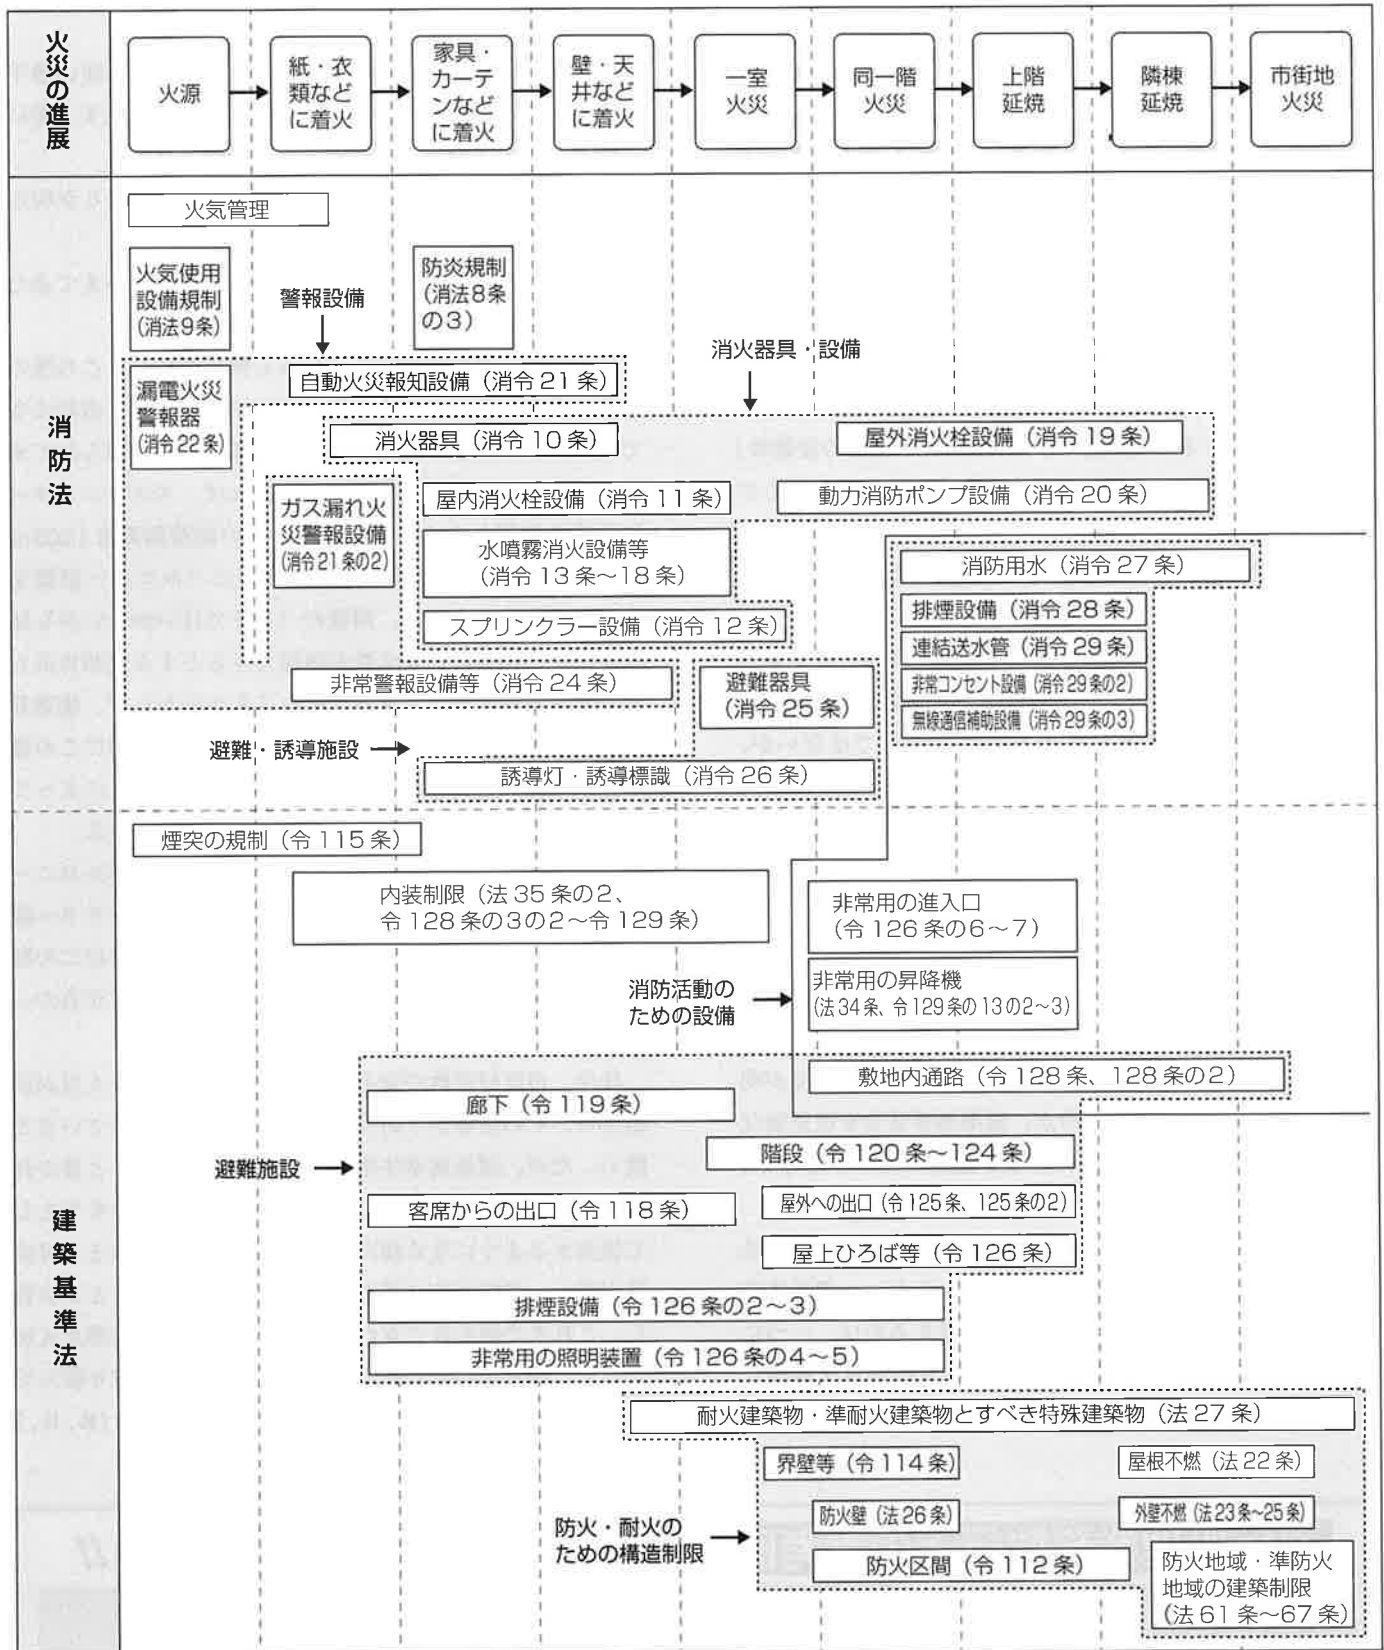 火災の進展
火源
紙・衣
類など
に着火
家具・
カーテ
ンなど
に着火
壁・天
井など
に着火
一室
火災
同一階
火災
上階
延焼
隣棟
延焼
市街地
火災
消防法
火気管理
火気使用
設備規制
(消法9条)
警報設備
防炎規制
(消法8条
の3)
消火器具・設備
漏電火災
警報器
(消令22条)
自動火災報知設備(消令21条)
消火器具(消令10条)
屋外消火栓設備(消令19条)
ガス漏れ火
災警報設備
(消令21条の2)
屋内消火栓設備(消令11条)
動力消防ポンプ設備(消令20条)
水噴霧消火設備等
(消令13条〜18条)
消防用水(消令27条)
スプリンクラー設備(消令12条)
排煙設備(消令28条)
連結送水管(消令29条)
非常コンセント設備(消令29条の2)
無線通信補助設備(消令29条の3)
非常警報設備等(消令24条)
避難器具
(消令25条)
避難・誘導施設
誘導灯・誘導標識(消令26条)
建築基準法
煙突の規制(令115条)
内装制限(法35条の2、
令128条の3の2〜令129条)
非常用の進入口
(令126条の6〜7)
消防活動の
ための設備
非常用の昇降機
(法34条、令129条の13の2〜3)
敷地内通路(令128条、128条の2)
廊下(令119条)
避難施設
階段(令120条〜124条)
客席からの出口(令118条)
屋外への出口(令125条、125条の2)
屋上ひろば等(令126条)
排煙設備(令126条の2〜3)
非常用の照明装置(令126条の4〜5)
耐火建築物・準耐火建築物とすべき特殊建築物(法27条)
界壁等(令114条)
屋根不燃(法22条)
防火・耐火の
ための構造制限
防火壁(法26条)
外壁不燃(法23条〜25条)
防火区間(令112条)
防火地域・準防火
地域の建築制限
(法61条〜67条)